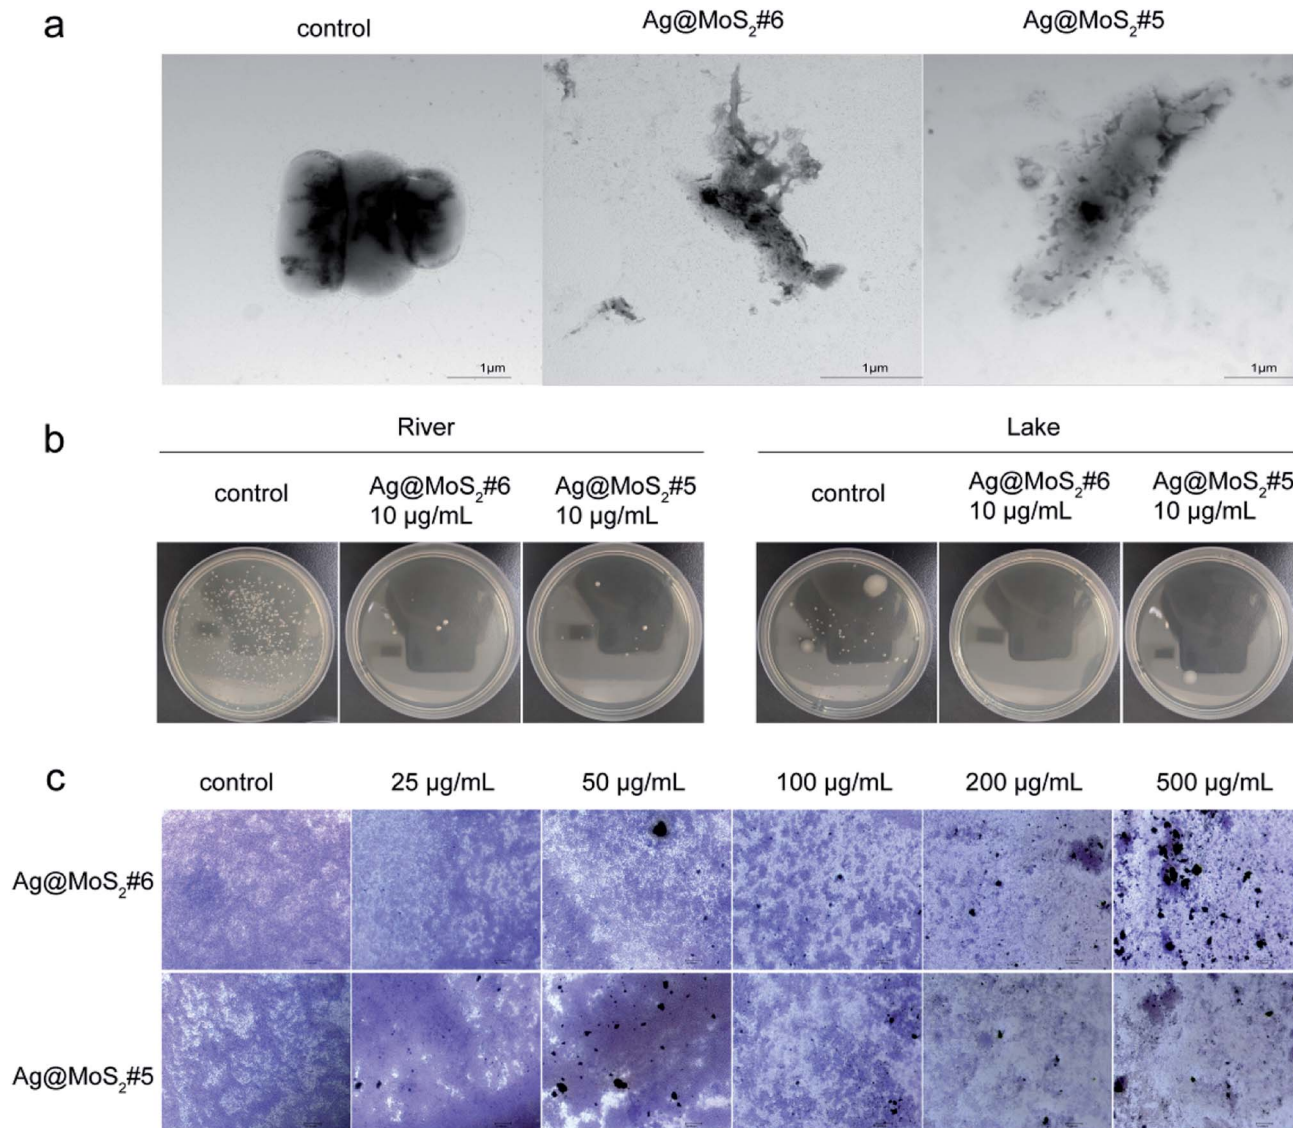 a
control
Ag@MoS₂#6
Ag@MoS₂#5
1µm
1µm
1µm
b
River
Lake
control
Ag@MoS₂#6
10 µg/mL
Ag@MoS₂#5
10 µg/mL
control
Ag@MoS₂#6
10 µg/mL
Ag@MoS₂#5
10 µg/mL
c
control
25 µg/mL
50 µg/mL
100 µg/mL
200 µg/mL
500 µg/mL
Ag@MoS₂#6
Ag@MoS₂#5